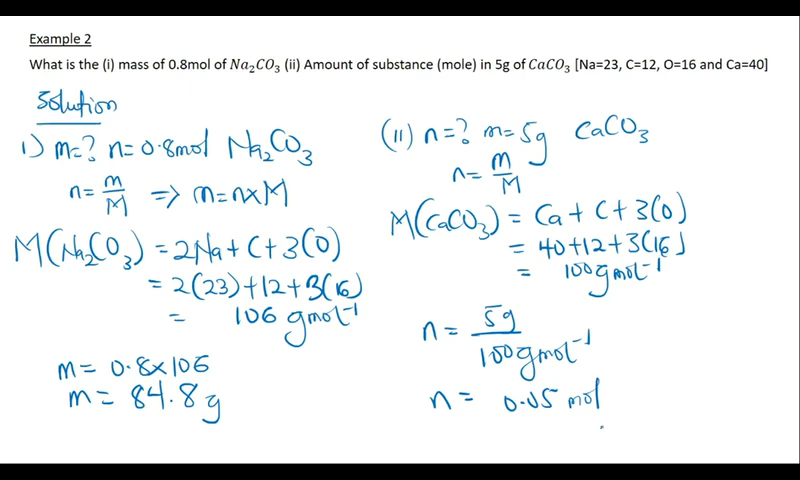 Example 2
What is the (i) mass of 0.8mol of Na₂CO₃ (ii) Amount of substance (mole) in 5g of CaCO₃ [Na=23, C=12, O=16 and Ca=40]
Solution
i) m=? n=0.8mol Na₂CO₃
n= m/M => m=n×M
M(Na₂CO₃) = 2Na+C+3(O)
= 2(23)+12+3(16)
= 106 gmol⁻¹
m= 0.8×106
m= 84.8g
(ii) n=? m=5g CaCO₃
n= m/M
M(CaCO₃) = Ca+C+3(O)
= 40+12+3(16)
= 100gmol⁻¹
n= 5g/100gmol⁻¹
n= 0.05 mol